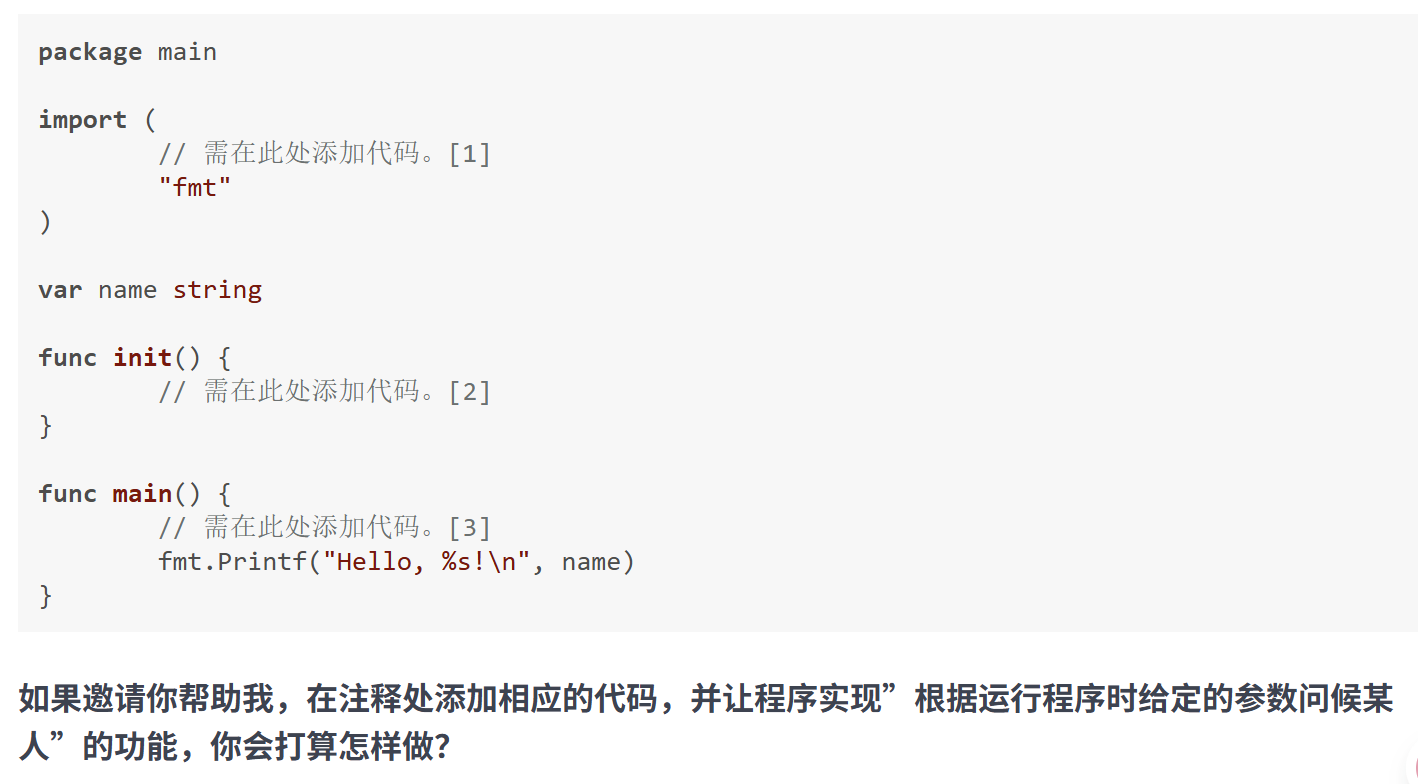 package main
import (
// 需在此处添加代码。[1]
"fmt"
)
var name string
func init() {
// 需在此处添加代码。[2]
}
func main() {
// 需在此处添加代码。[3]
fmt.Printf("Hello, %s!\n", name)
}
如果邀请你帮助我，在注释处添加相应的代码，并让程序实现”根据运行程序时给定的参数问候某
人”的功能，你会打算怎样做？